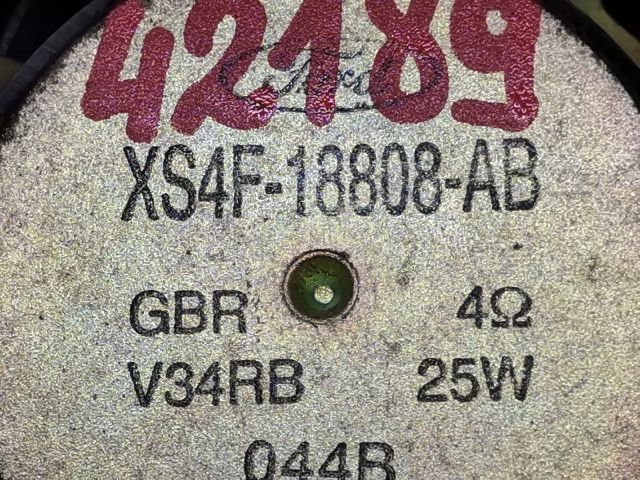 42189
Ford
XS4F-18808-AB
GBR 4Ω
V34RB 25W
044B